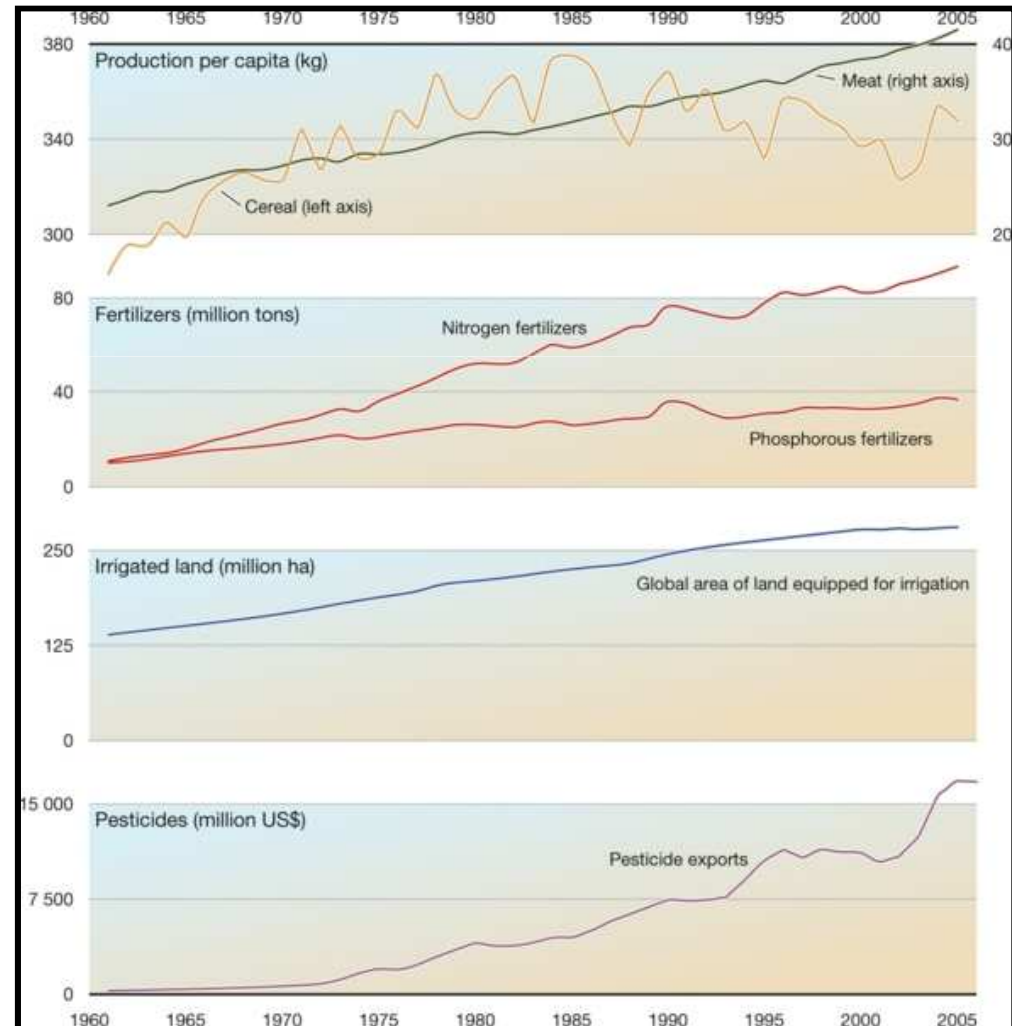 1960 1965 1970 1975 1980 1985 1990 1995 2000 2005
380 40
Production per capita (kg)
Meat (right axis)
340 30
Cereal (left axis)
300 20
80
Fertilizers (million tons)
Nitrogen fertilizers
40
Phosphorous fertilizers
0
250
Irrigated land (million ha)
Global area of land equipped for irrigation
125
0
15 000
Pesticides (million US$)
Pesticide exports
7 500
0
1960 1965 1970 1975 1980 1985 1990 1995 2000 2005